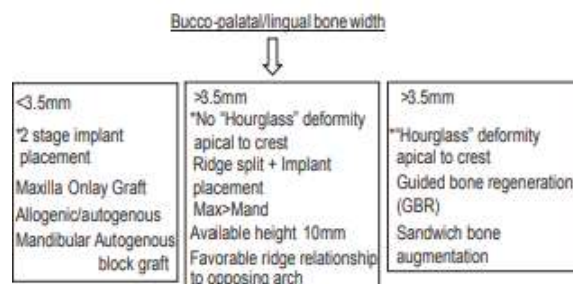 Bucco-palatal/lingual bone width
<3.5mm
*2 stage implant
placement
Maxilla Onlay Graft
Allogenic/autogenous
Mandibular Autogenous
block graft
>3.5mm
*No "Hourglass" deformity
apical to crest
Ridge split + Implant
placement
Max>Mand
Available height 10mm
Favorable ridge relationship
to opposing arch
>3.5mm
*"Hourglass" deformity
apical to crest
Guided bone regeneration
(GBR)
Sandwich bone
augmentation